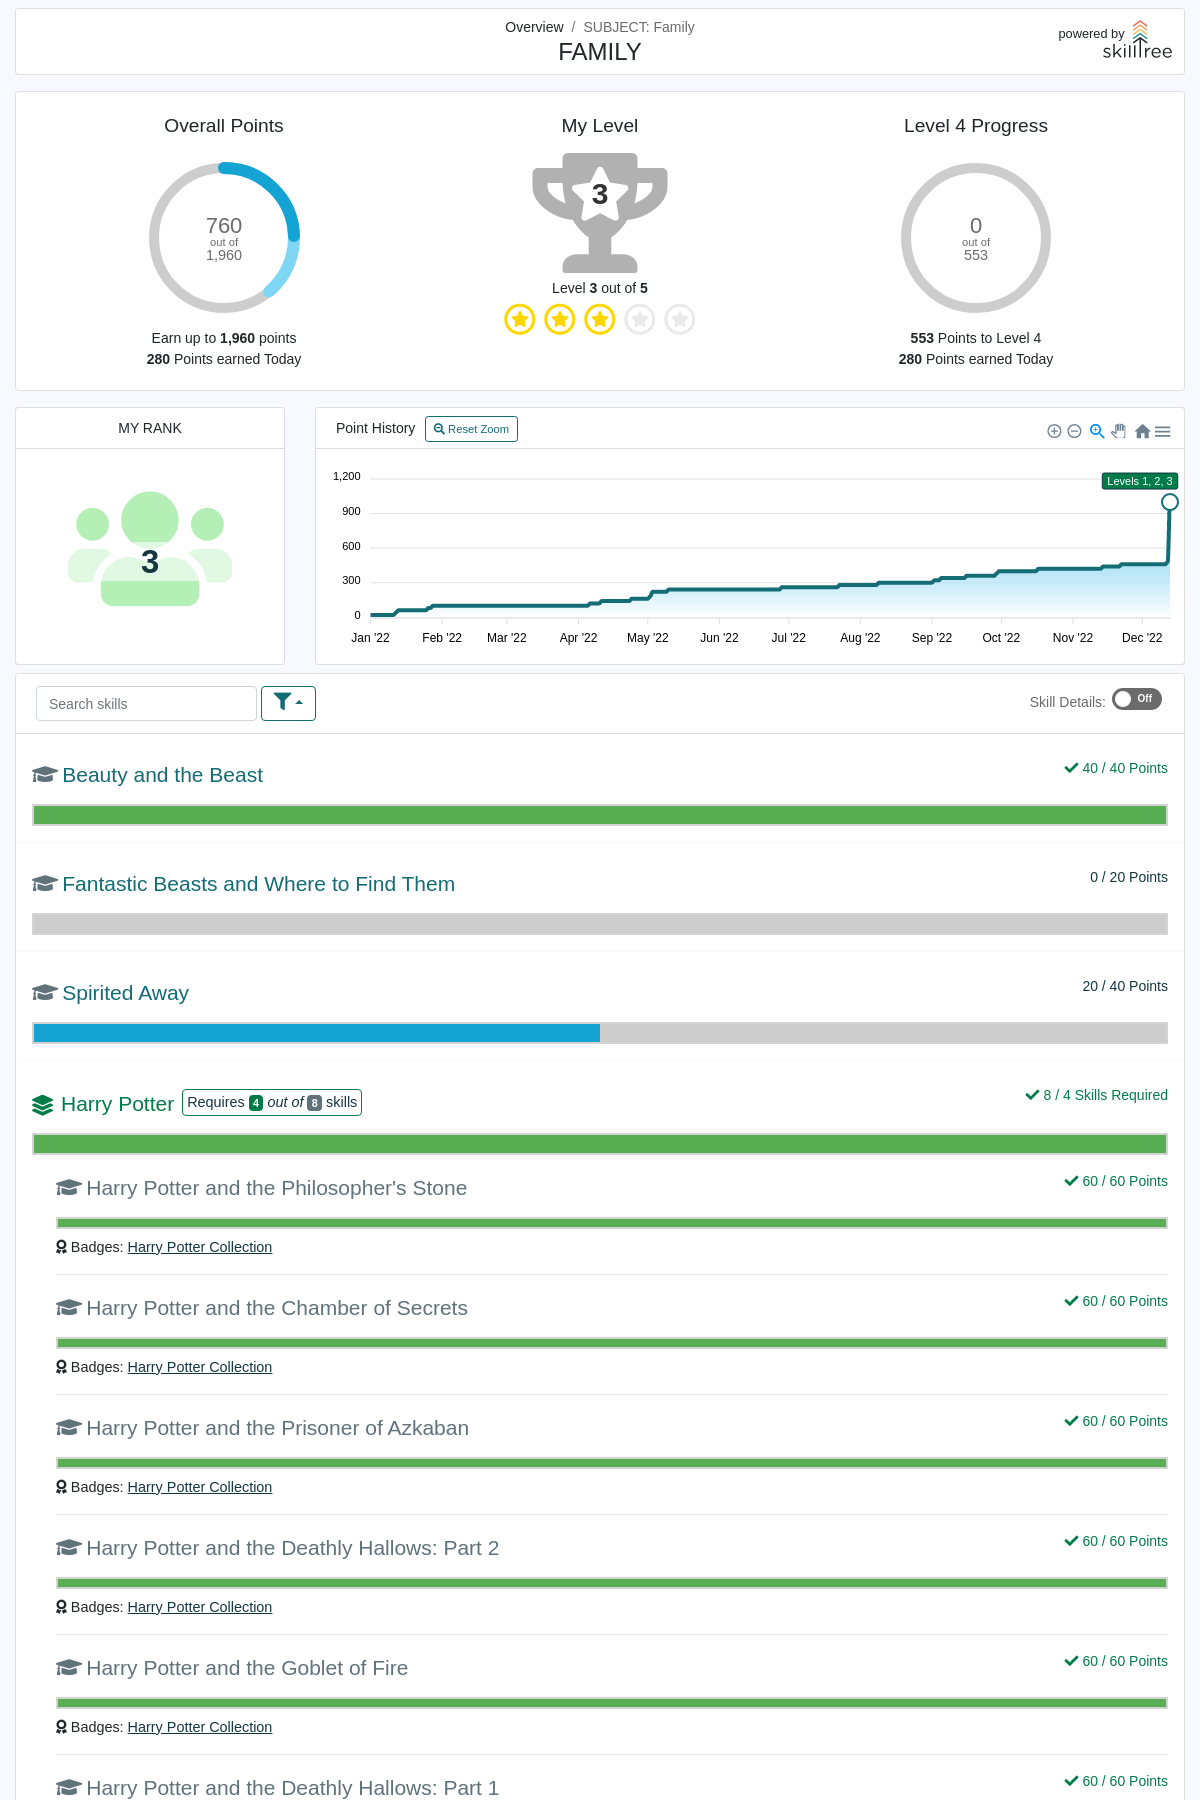 Overview / SUBJECT: Family
FAMILY
powered by
skilltree
Overall Points
760
out of
1,960
Earn up to 1,960 points
280 Points earned Today
My Level
3
Level 3 out of 5
Level 4 Progress
0
out of
553
553 Points to Level 4
280 Points earned Today
MY RANK
3
Point History
Reset Zoom
Levels 1, 2, 3
1,200
900
600
300
0
Jan '22 Feb '22 Mar '22 Apr '22 May '22 Jun '22 Jul '22 Aug '22 Sep '22 Oct '22 Nov '22 Dec '22
Search skills
Skill Details: Off
Beauty and the Beast
40 / 40 Points
Fantastic Beasts and Where to Find Them
0 / 20 Points
Spirited Away
20 / 40 Points
Harry Potter Requires 4 out of 8 skills
8 / 4 Skills Required
Harry Potter and the Philosopher's Stone
60 / 60 Points
Badges: Harry Potter Collection
Harry Potter and the Chamber of Secrets
60 / 60 Points
Badges: Harry Potter Collection
Harry Potter and the Prisoner of Azkaban
60 / 60 Points
Badges: Harry Potter Collection
Harry Potter and the Deathly Hallows: Part 2
60 / 60 Points
Badges: Harry Potter Collection
Harry Potter and the Goblet of Fire
60 / 60 Points
Badges: Harry Potter Collection
Harry Potter and the Deathly Hallows: Part 1
60 / 60 Points